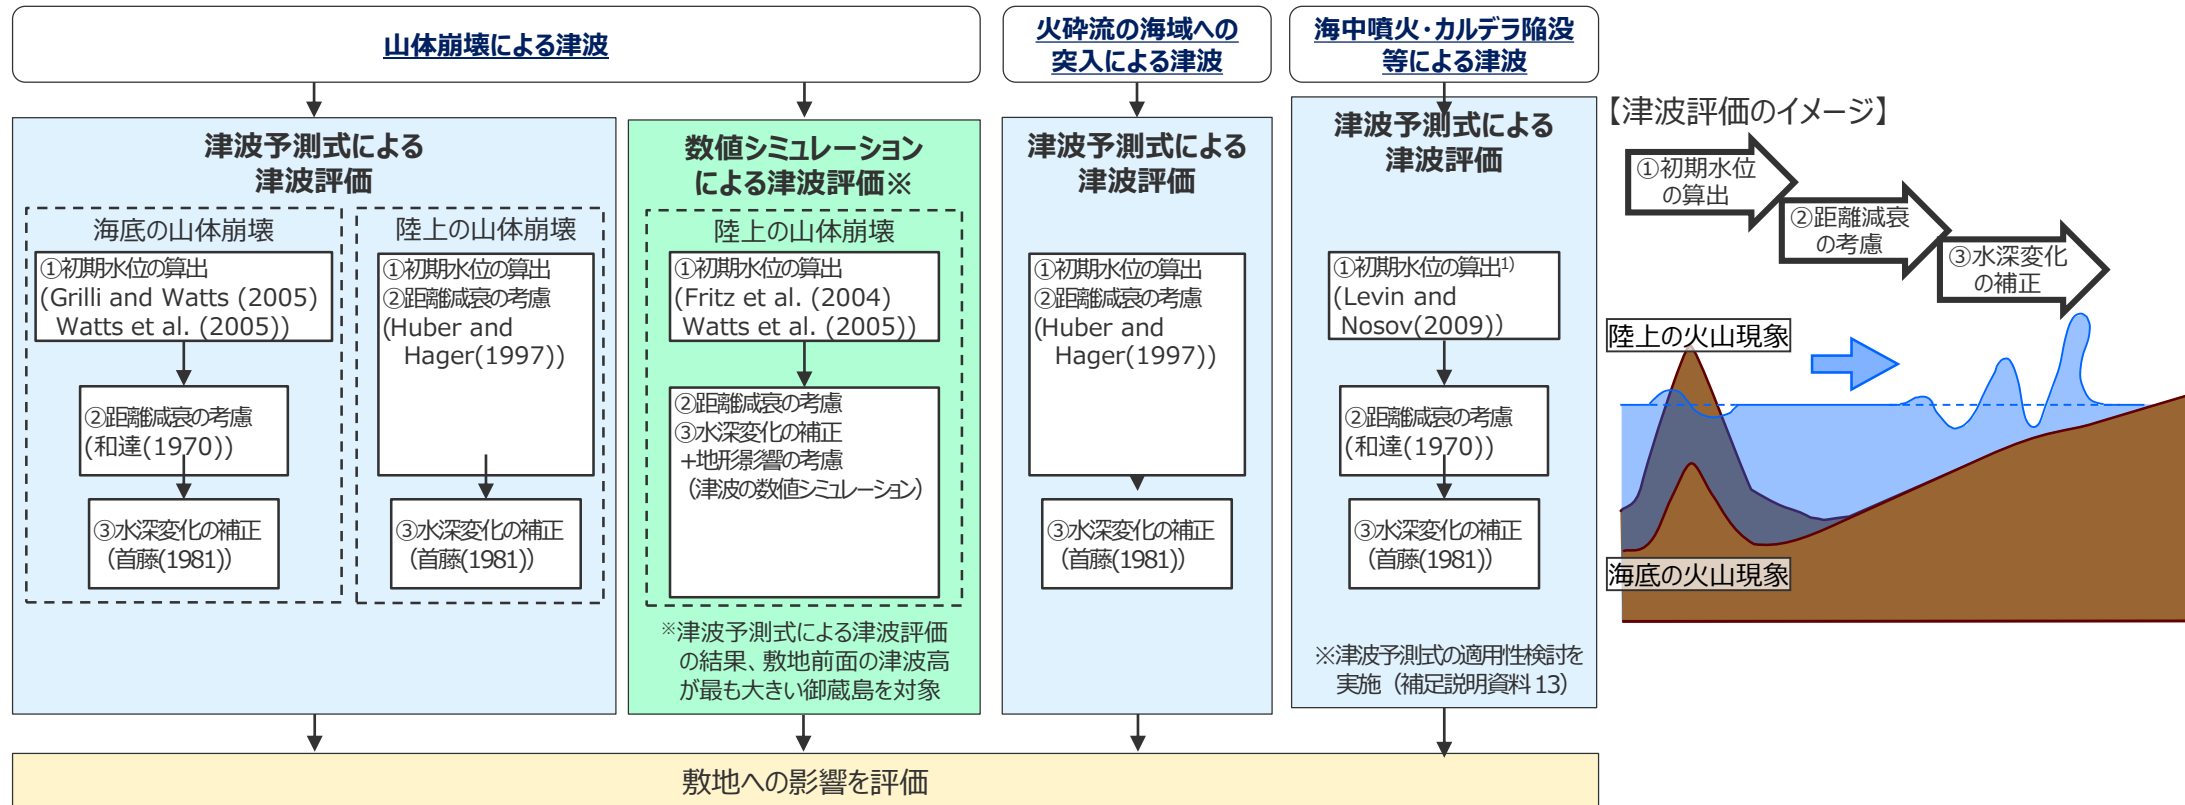 山体崩壊による津波
火砕流の海域への
突入による津波
海中噴火・カルデラ陥没
等による津波
津波予測式による
津波評価
海底の山体崩壊
①初期水位の算出
(Grilli and Watts (2005)
Watts et al. (2005))
②距離減衰の考慮
(和達(1970))
③水深変化の補正
（首藤(1981)）
陸上の山体崩壊
①初期水位の算出
②距離減衰の考慮
(Huber and
Hager(1997))
③水深変化の補正
（首藤(1981)）
数値シミュレーション
による津波評価※
陸上の山体崩壊
①初期水位の算出
(Fritz et al. (2004)
Watts et al. (2005))
②距離減衰の考慮
③水深変化の補正
+地形影響の考慮
（津波の数値シミュレーション）
※津波予測式による津波評価
の結果、敷地前面の津波高
が最も大きい御蔵島を対象
津波予測式による
津波評価
①初期水位の算出
②距離減衰の考慮
(Huber and
Hager(1997))
③水深変化の補正
（首藤(1981)）
津波予測式による
津波評価
①初期水位の算出1)
(Levin and
Nosov(2009))
②距離減衰の考慮
(和達(1970))
③水深変化の補正
（首藤(1981)）
※津波予測式の適用性検討を
実施（補足説明資料13）
敷地への影響を評価
【津波評価のイメージ】
①初期水位
の算出
②距離減衰
の考慮
③水深変化
の補正
陸上の火山現象
海底の火山現象